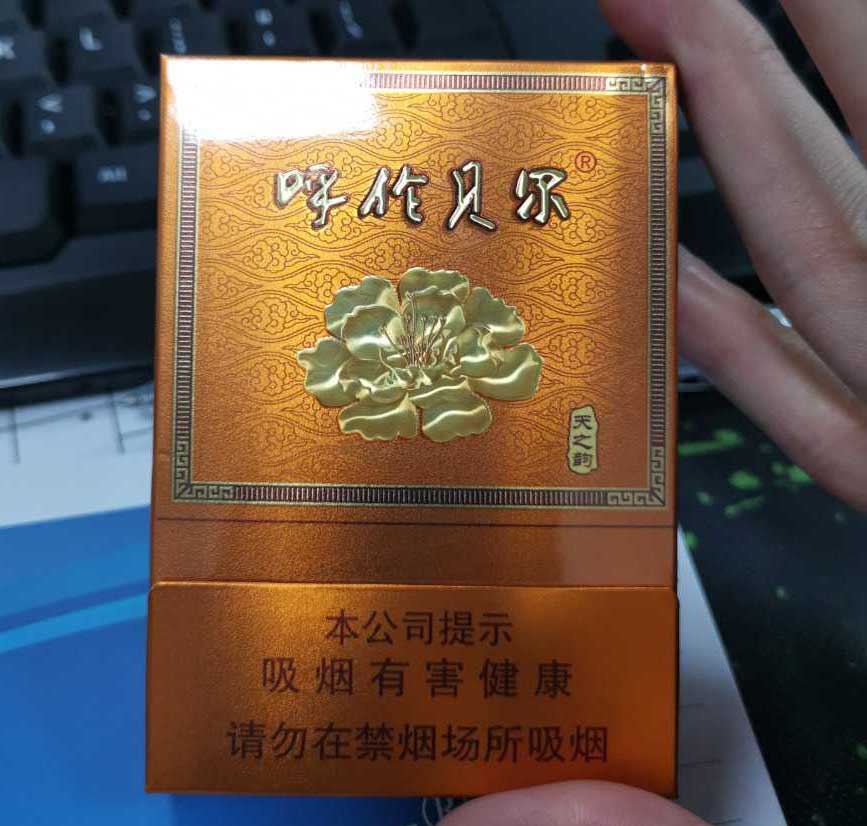 呼伦贝尔®
天之韵
本公司提示
吸烟有害健康
请勿在禁烟场所吸烟